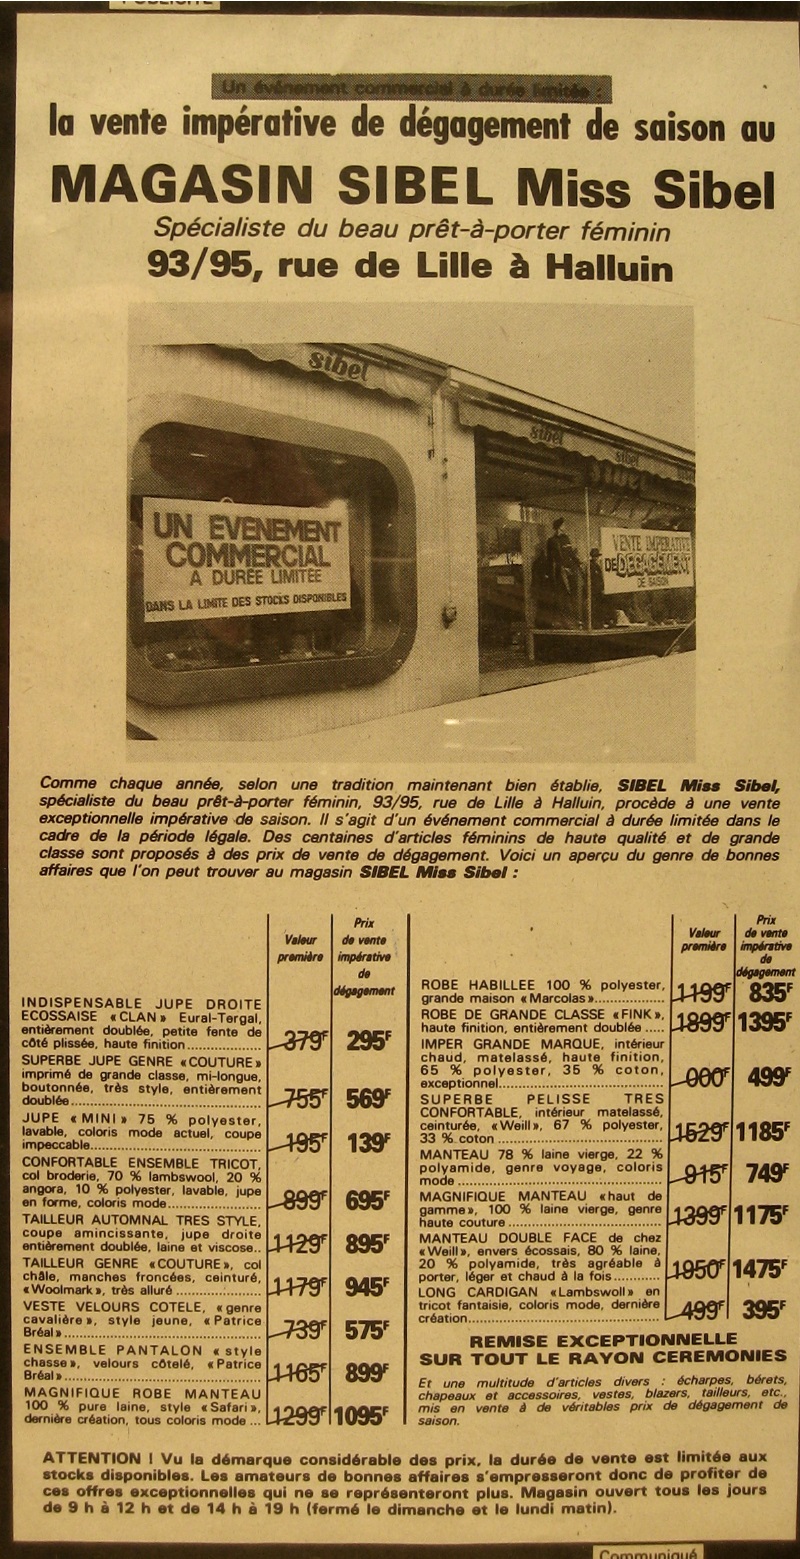 PUBLICITE
Un événement commercial à durée limitée :
la vente impérative de dégagement de saison au
MAGASIN SIBEL Miss Sibel
Spécialiste du beau prêt-à-porter féminin
93/95, rue de Lille à Halluin
sibel
sibel
sibel
sibel
UN EVENEMENT
COMMERCIAL
A DURÉE LIMITÉE
DANS LA LIMITE DES STOCKS DISPONIBLES
VENTE IMPERATIVE
DE DEGAGEMENT
DE SAISON
Comme chaque année, selon une tradition maintenant bien établie, SIBEL Miss Sibel,
spécialiste du beau prêt-à-porter féminin, 93/95, rue de Lille à Halluin, procède à une vente
exceptionnelle impérative de saison. Il s'agit d'un événement commercial à durée limitée dans le
cadre de la période légale. Des centaines d'articles féminins de haute qualité et de grande
classe sont proposés à des prix de vente de dégagement. Voici un aperçu du genre de bonnes
affaires que l'on peut trouver au magasin SIBEL Miss Sibel :
Valeur
première
Prix
de vente
impérative
de
dégagement
INDISPENSABLE JUPE DROITE
ECOSSAISE «CLAN» Eural-Tergal,
entièrement doublée, petite fente de
côté plissée, haute finition............... 379F 295F
SUPERBE JUPE GENRE «COUTURE»
imprimé de grande classe, mi-longue,
boutonnée, très style, entièrement
doublée............... 755F 569F
JUPE «MINI» 75 % polyester,
lavable, coloris mode actuel, coupe
impeccable............... 195F 139F
CONFORTABLE ENSEMBLE TRICOT,
col broderie, 70 % lambswool, 20 %
angora, 10 % polyester, lavable, jupe
en forme, coloris mode............... 899F 695F
TAILLEUR AUTOMNAL TRES STYLE,
coupe amincissante, jupe droite
entièrement doublée, laine et viscose.. 1129F 895F
TAILLEUR GENRE «COUTURE», col
châle, manches froncées, ceinturé,
«Woolmark», très alluré ............... 1179F 945F
VESTE VELOURS COTELE, «genre
cavalière», style jeune, «Patrice
Bréal»............... 739F 575F
ENSEMBLE PANTALON «style
chasse», velours côtelé, «Patrice
Bréal»............... 1165F 899F
MAGNIFIQUE ROBE MANTEAU
100 % pure laine, style «Safari»,
dernière création, tous coloris mode ... 1299F 1095F
Valeur
première
Prix
de vente
impérative
de
dégagement
ROBE HABILLEE 100 % polyester,
grande maison «Marcolas»............... 1199F 835F
ROBE DE GRANDE CLASSE «FINK»,
haute finition, entièrement doublée ..... 1899F 1395F
IMPER GRANDE MARQUE, intérieur
chaud, matelassé, haute finition,
65 % polyester, 35 % coton,
exceptionnel............... 499F
SUPERBE PELISSE TRES
CONFORTABLE, intérieur matelassé,
ceinturée, «Weill», 67 % polyester,
33 % coton ............... 1529F 1185F
MANTEAU 78 % laine vierge, 22 %
polyamide, genre voyage, coloris
mode ............... 915F 749F
MAGNIFIQUE MANTEAU «haut de
gamme», 100 % laine vierge, genre
haute couture ............... 1399F 1175F
MANTEAU DOUBLE FACE de chez
«Weill», envers écossais, 80 % laine,
20 % polyamide, très agréable à
porter, léger et chaud à la fois............ 1950F 1475F
LONG CARDIGAN «Lambswoll» en
tricot fantaisie, coloris mode, dernière
création............... 499F 395F
REMISE EXCEPTIONNELLE
SUR TOUT LE RAYON CEREMONIES
Et une multitude d'articles divers : écharpes, bérets,
chapeaux et accessoires, vestes, blazers, tailleurs, etc.,
mis en vente à de véritables prix de dégagement de
saison.
ATTENTION ! Vu la démarque considérable des prix, la durée de vente est limitée aux
stocks disponibles. Les amateurs de bonnes affaires s'empresseront donc de profiter de
ces offres exceptionnelles qui ne se représenteront plus. Magasin ouvert tous les jours
de 9 h à 12 h et de 14 h à 19 h (fermé le dimanche et le lundi matin).
Communiqué